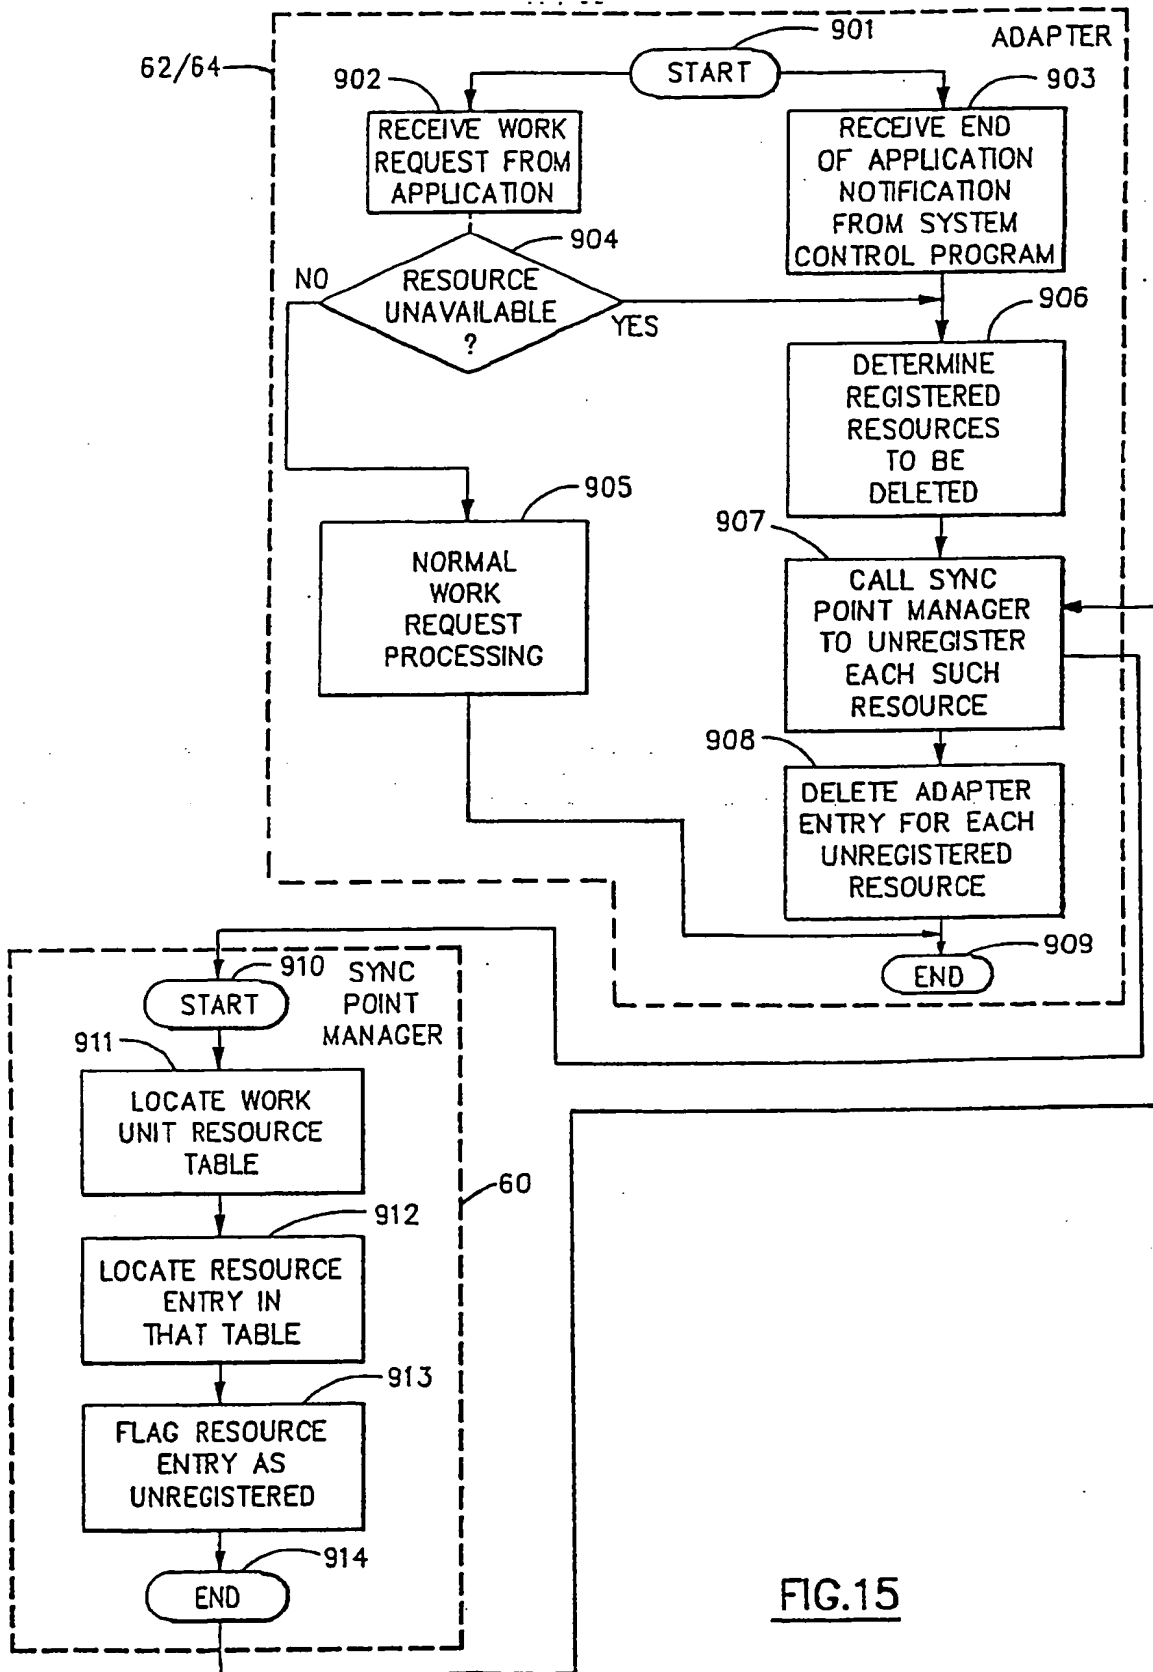 901
ADAPTER
62/64
902
START
903
RECEIVE WORK
REQUEST FROM
APPLICATION
RECEIVE END
OF APPLICATION
NOTIFICATION
FROM SYSTEM
CONTROL PROGRAM
904
NO
RESOURCE
UNAVAILABLE
?
YES
906
DETERMINE
REGISTERED
RESOURCES
TO BE
DELETED
905
NORMAL
WORK
REQUEST
PROCESSING
907
CALL SYNC
POINT MANAGER
TO UNREGISTER
EACH SUCH
RESOURCE
908
DELETE ADAPTER
ENTRY FOR EACH
UNREGISTERED
RESOURCE
909
END
910
SYNC
POINT
MANAGER
START
911
LOCATE WORK
UNIT RESOURCE
TABLE
60
912
LOCATE RESOURCE
ENTRY IN
THAT TABLE
913
FLAG RESOURCE
ENTRY AS
UNREGISTERED
914
END
FIG.15